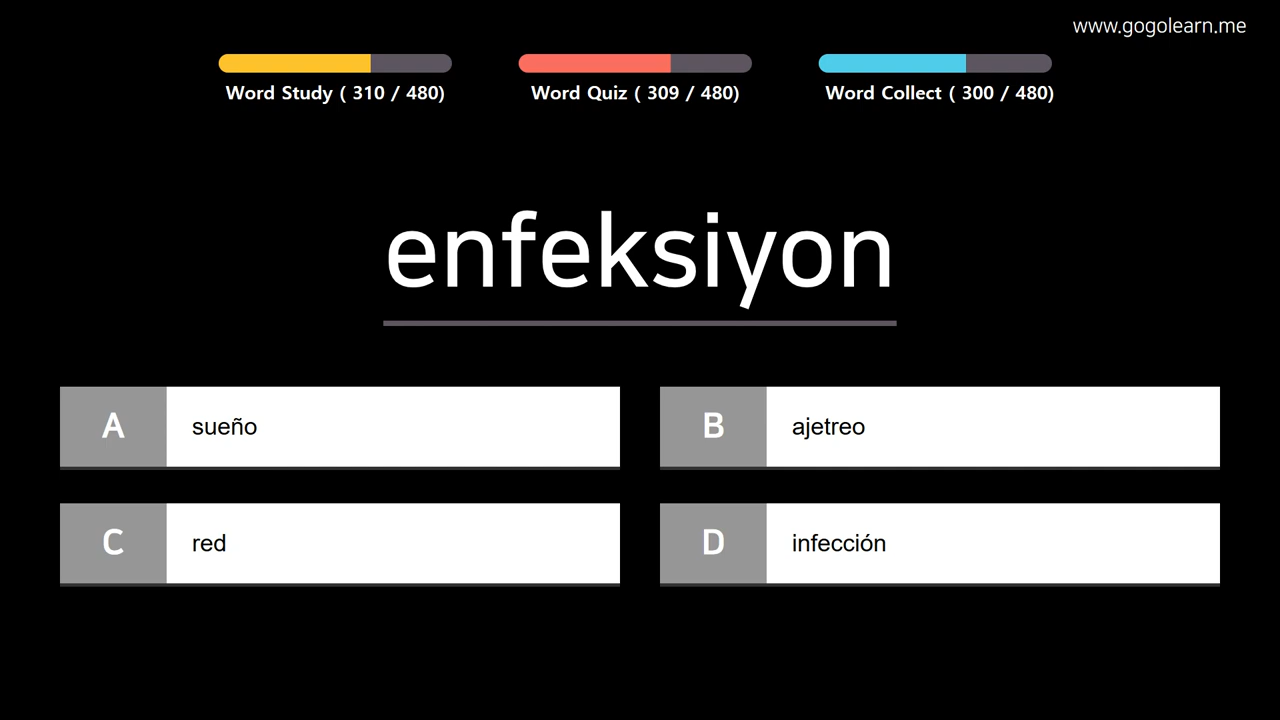 www.gogolearn.me
Word Study ( 310 / 480)
Word Quiz ( 309 / 480)
Word Collect ( 300 / 480)
enfeksiyon
A sueño
B ajetreo
C red
D infección